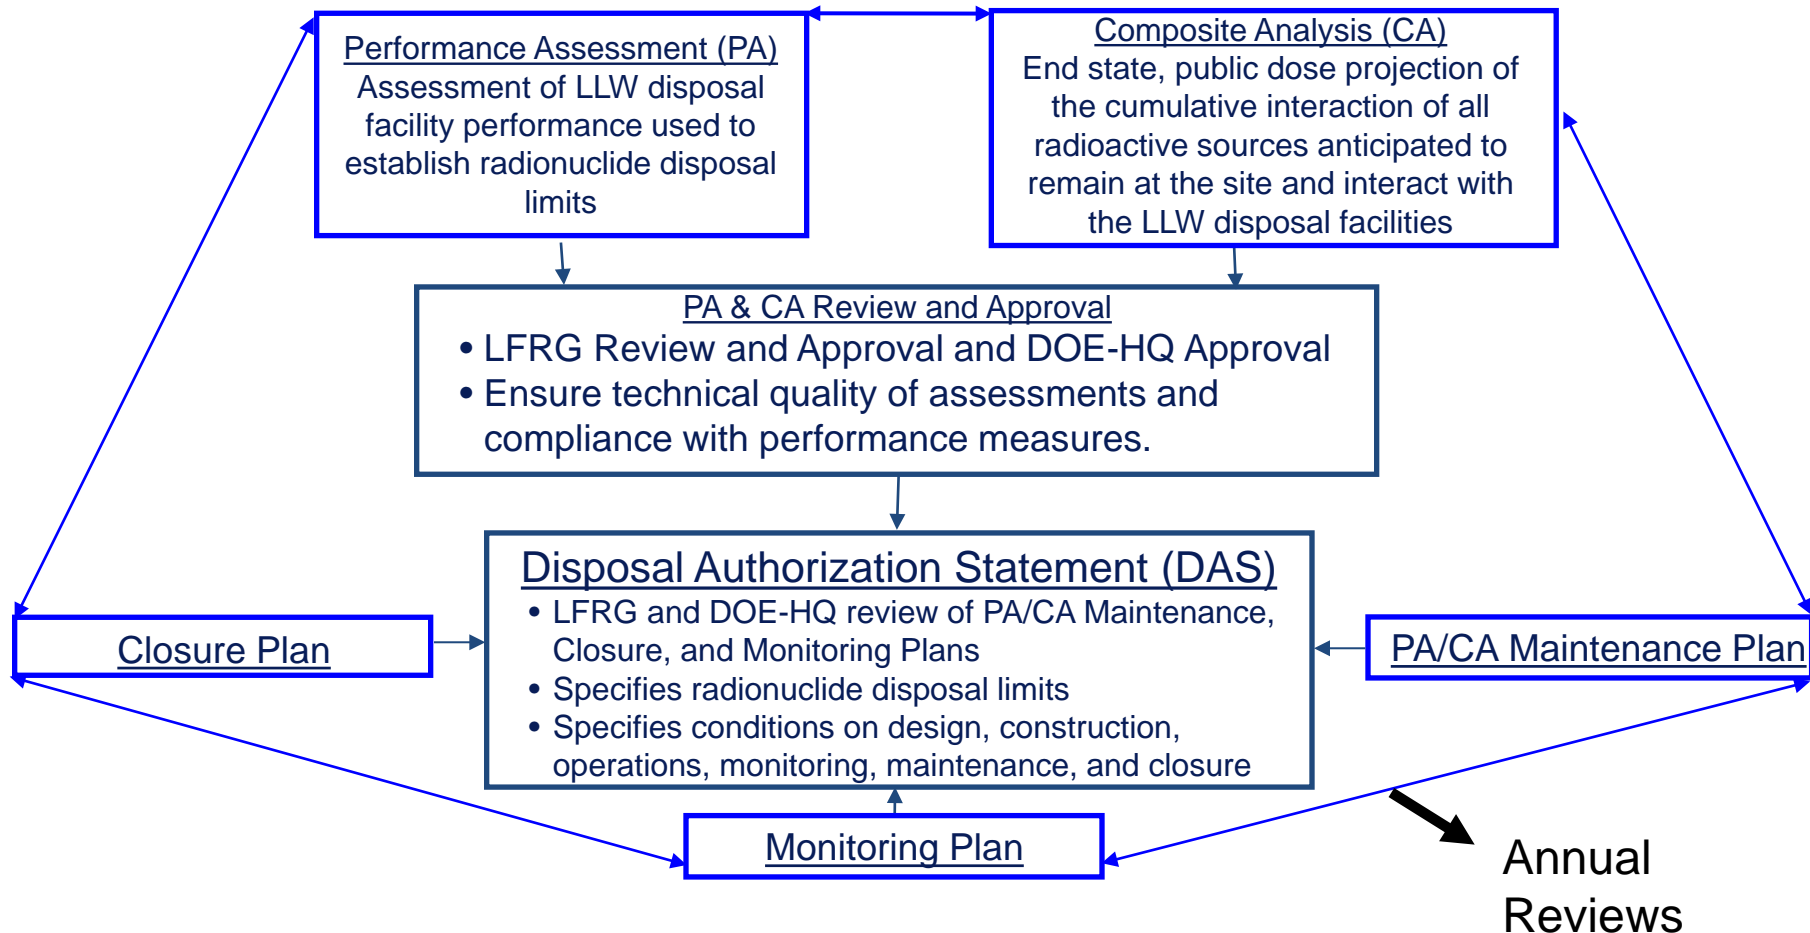 Performance Assessment (PA)
Assessment of LLW disposal
facility performance used to
establish radionuclide disposal
limits
Composite Analysis (CA)
End state, public dose projection of
the cumulative interaction of all
radioactive sources anticipated to
remain at the site and interact with
the LLW disposal facilities
PA & CA Review and Approval
• LFRG Review and Approval and DOE-HQ Approval
• Ensure technical quality of assessments and
compliance with performance measures.
Disposal Authorization Statement (DAS)
• LFRG and DOE-HQ review of PA/CA Maintenance,
Closure, and Monitoring Plans
• Specifies radionuclide disposal limits
• Specifies conditions on design, construction,
operations, monitoring, maintenance, and closure
Closure Plan
PA/CA Maintenance Plan
Monitoring Plan
Annual
Reviews